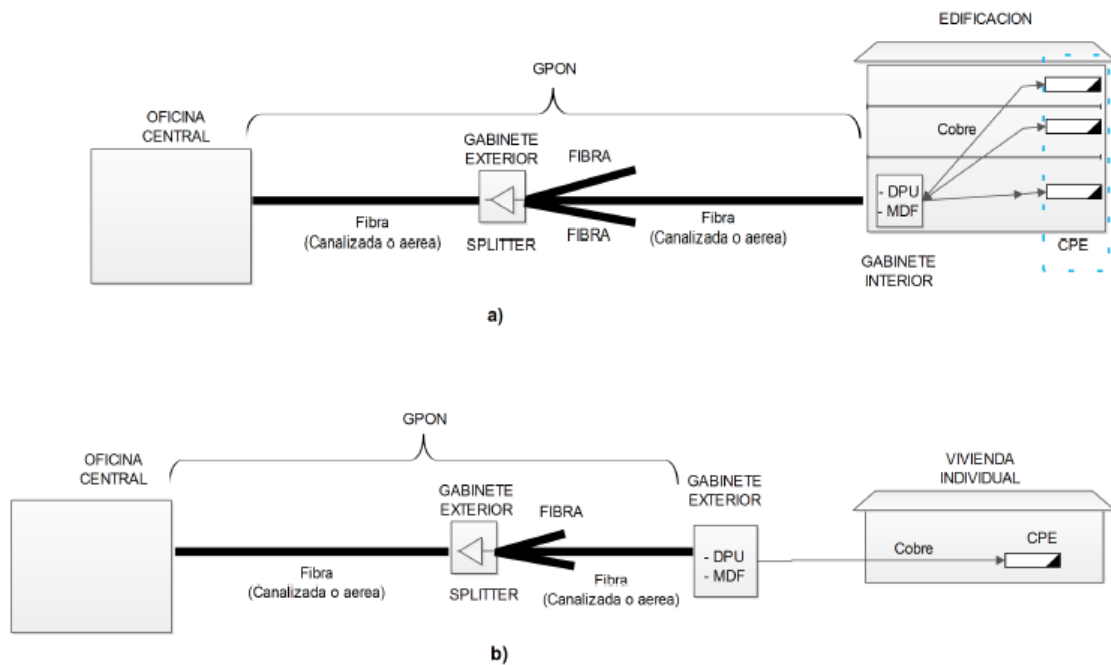 EDIFICACION
GPON
OFICINA
CENTRAL
GABINETE
EXTERIOR
FIBRA
Cobre
- DPU
- MDF
Fibra
(Canalizada o aerea)
FIBRA
SPLITTER
Fibra
(Canalizada o aerea)
CPE
GABINETE
INTERIOR
a)
GPON
OFICINA
CENTRAL
GABINETE
EXTERIOR
FIBRA
GABINETE
EXTERIOR
VIVIENDA
INDIVIDUAL
CPE
Cobre
- DPU
- MDF
Fibra
(Canalizada o aerea)
SPLITTER
Fibra
(Canalizada o aerea)
b)